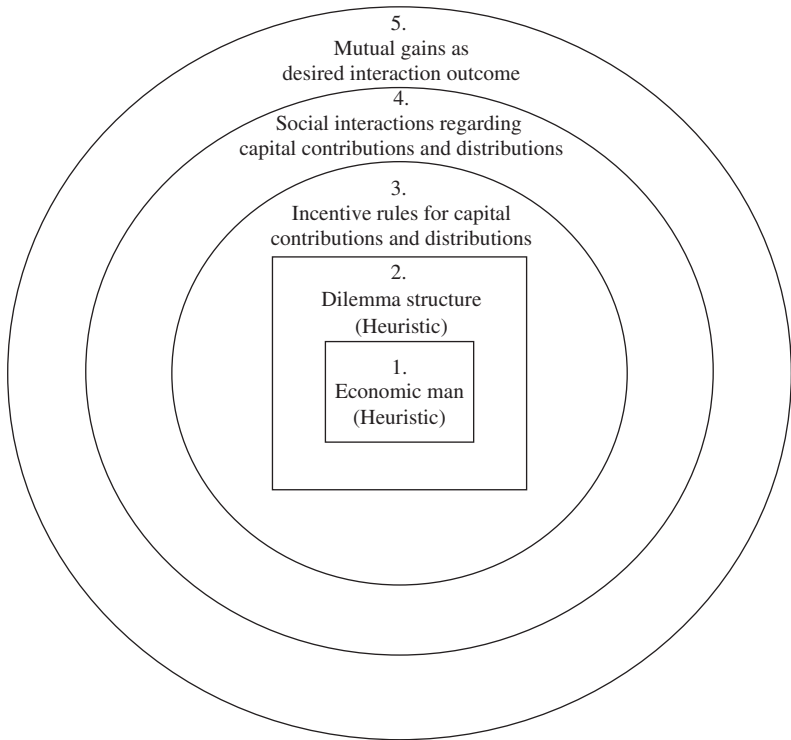 5.
Mutual gains as
desired interaction outcome
4.
Social interactions regarding
capital contributions and distributions
3.
Incentive rules for capital
contributions and distributions
2.
Dilemma structure
(Heuristic)
1.
Economic man
(Heuristic)